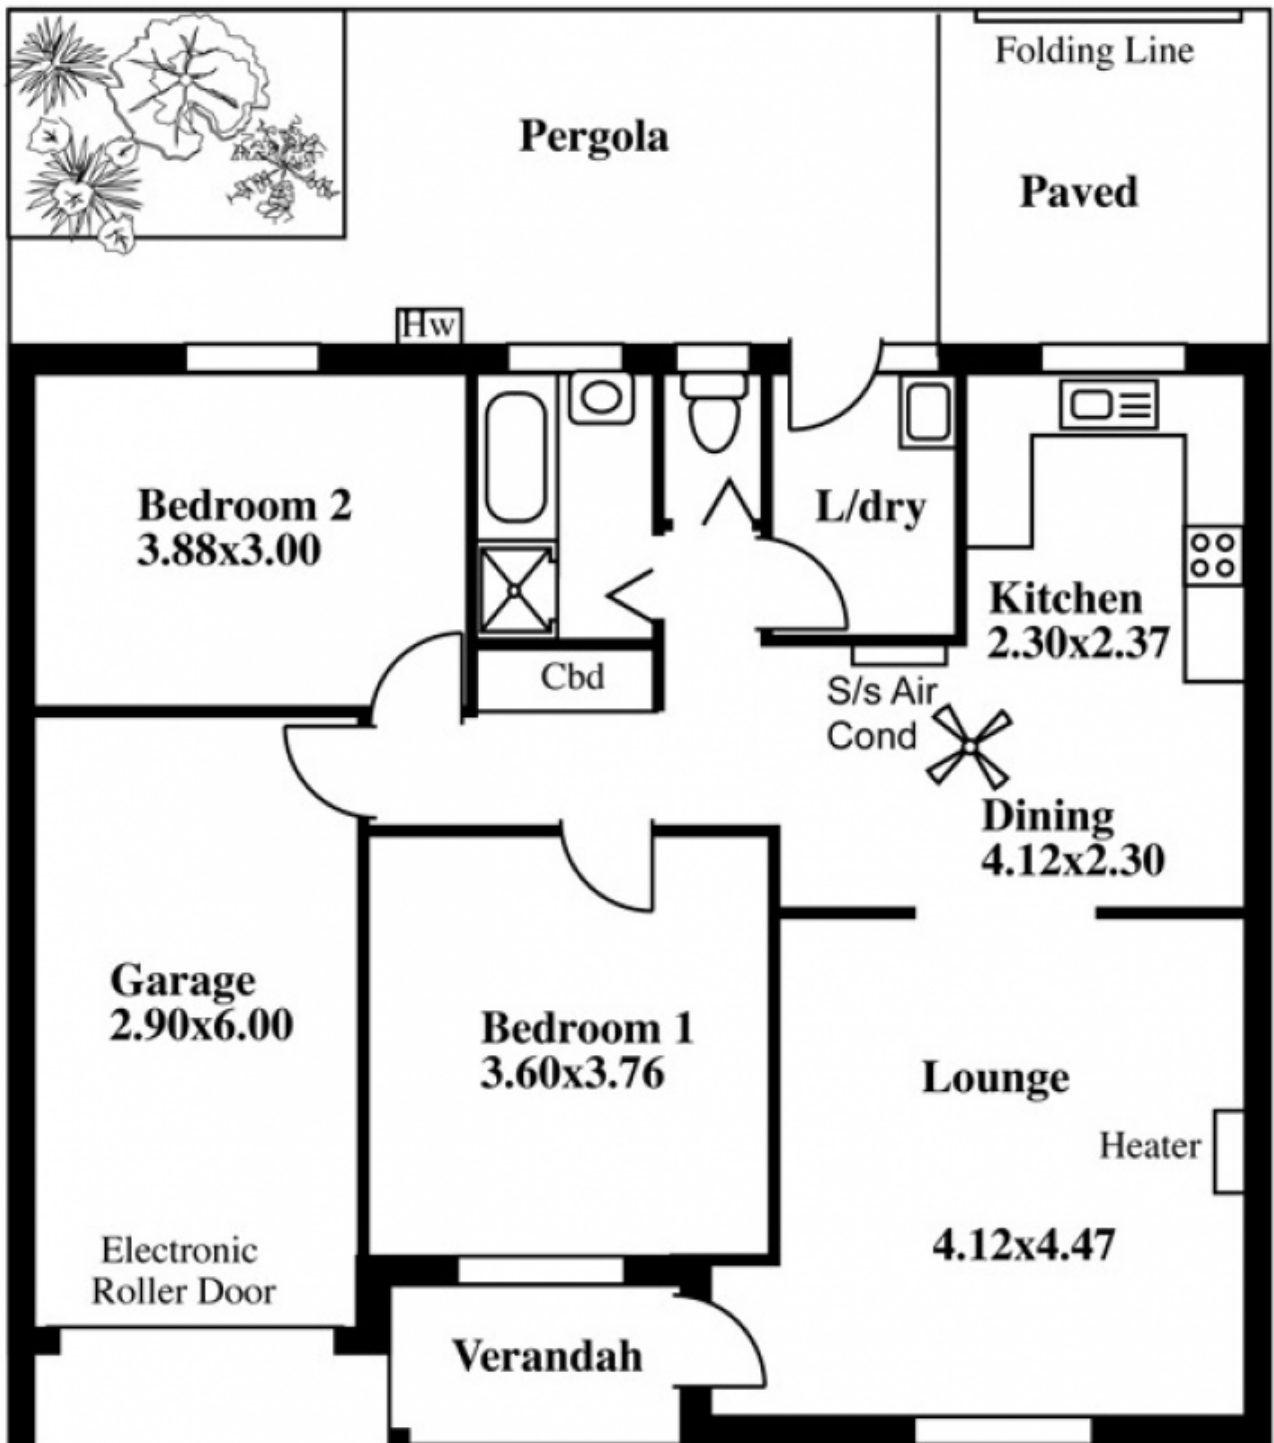 Folding Line
Pergola
Paved
Hw
Bedroom 2
3.88x3.00
L/dry
Kitchen
2.30x2.37
Cbd
S/s Air
Cond
Dining
4.12x2.30
Garage
2.90x6.00
Bedroom 1
3.60x3.76
Lounge
Heater
4.12x4.47
Electronic
Roller Door
Verandah